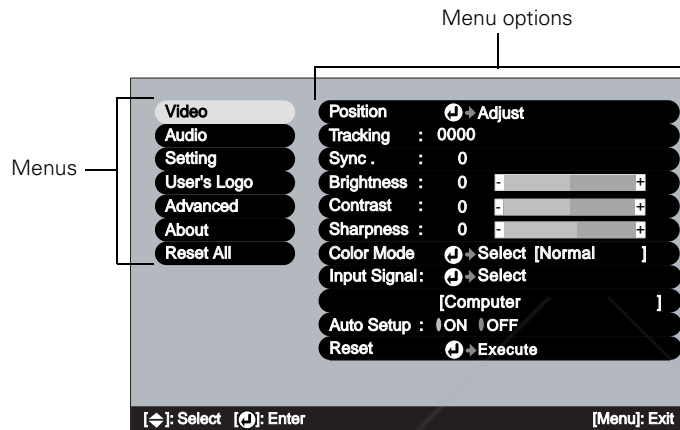 Menu options
Menus
Video
Audio
Setting
User's Logo
Advanced
About
Reset All
Position Adjust
Tracking : 0000
Sync . : 0
Brightness : 0 - +
Contrast : 0 - +
Sharpness : 0 - +
Color Mode Select [Normal ]
Input Signal: Select
[Computer ]
Auto Setup : ON OFF
Reset Execute
[ ]: Select [ ]: Enter [Menu]: Exit